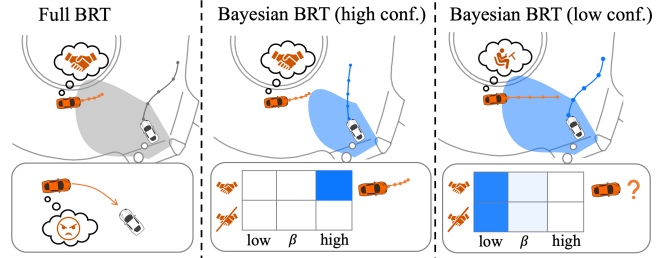 Full BRT
Bayesian BRT (high conf.)
Bayesian BRT (low conf.)
?
low β high
low β high